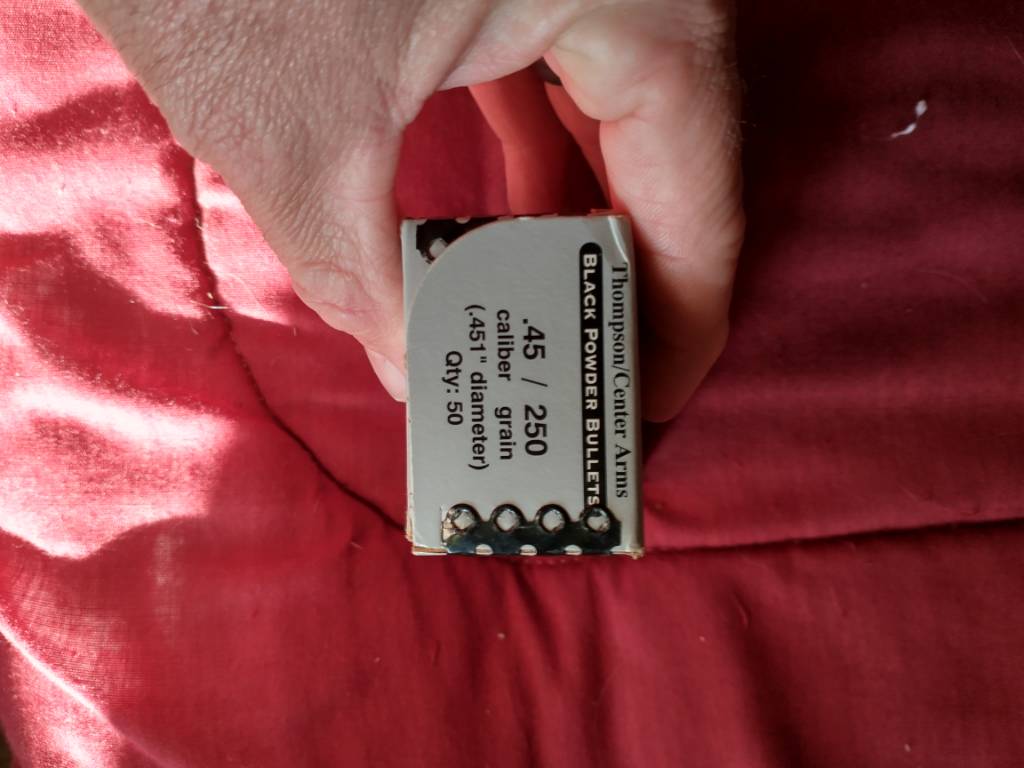 Thompson/Center Arms
BLACK POWDER BULLETS
.45 / 250
caliber grain
(.451" diameter)
Qty: 50